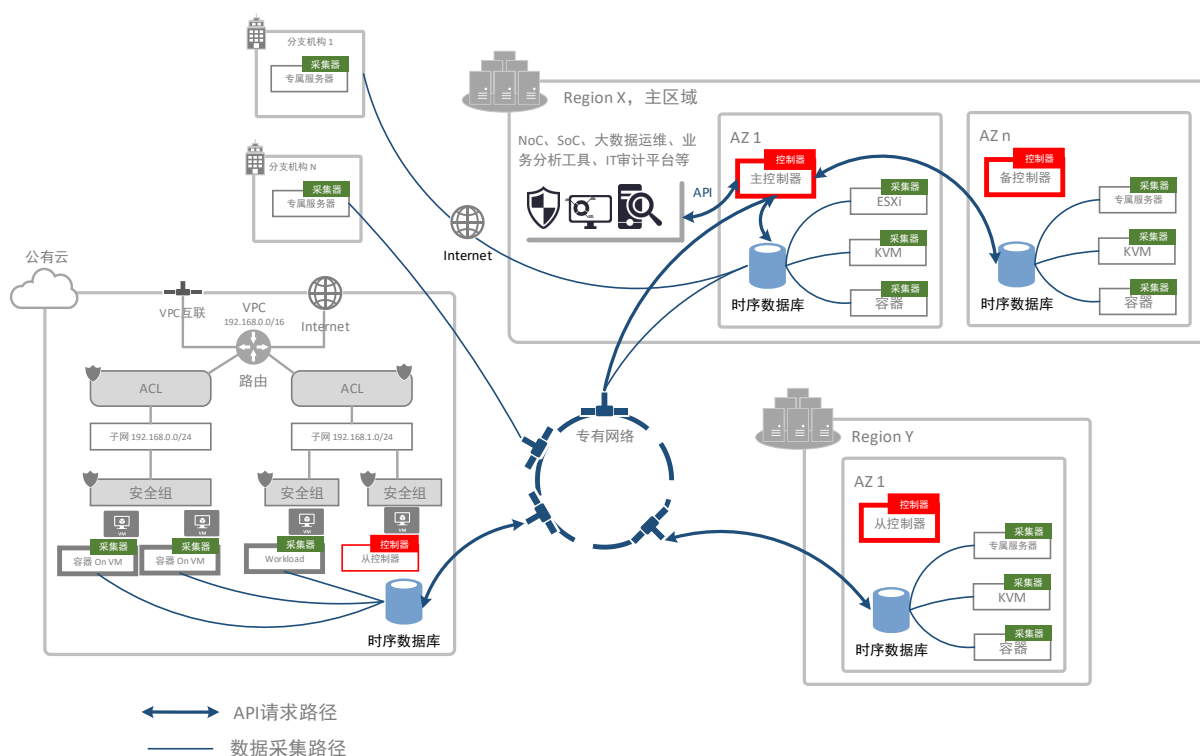 分支机构 1
采集器
专属服务器
分支机构 N
采集器
专属服务器
Internet
Region X，主区域
NoC、SoC、大数据运维、业
务分析工具、IT审计平台等
API
AZ 1
控制器
主控制器
采集器
ESXi
采集器
KVM
采集器
容器
时序数据库
AZ n
控制器
备控制器
采集器
专属服务器
采集器
KVM
采集器
容器
时序数据库
公有云
VPC互联
VPC
192.168.0.0/16
Internet
路由
ACL
ACL
子网 192.168.0.0/24
子网 192.168.1.0/24
安全组
安全组
安全组
VM
VM
VM
VM
采集器
容器 On VM
采集器
容器 On VM
采集器
Workload
控制器
从控制器
时序数据库
专有网络
Region Y
AZ 1
控制器
从控制器
采集器
专属服务器
采集器
KVM
采集器
容器
时序数据库
API请求路径
数据采集路径